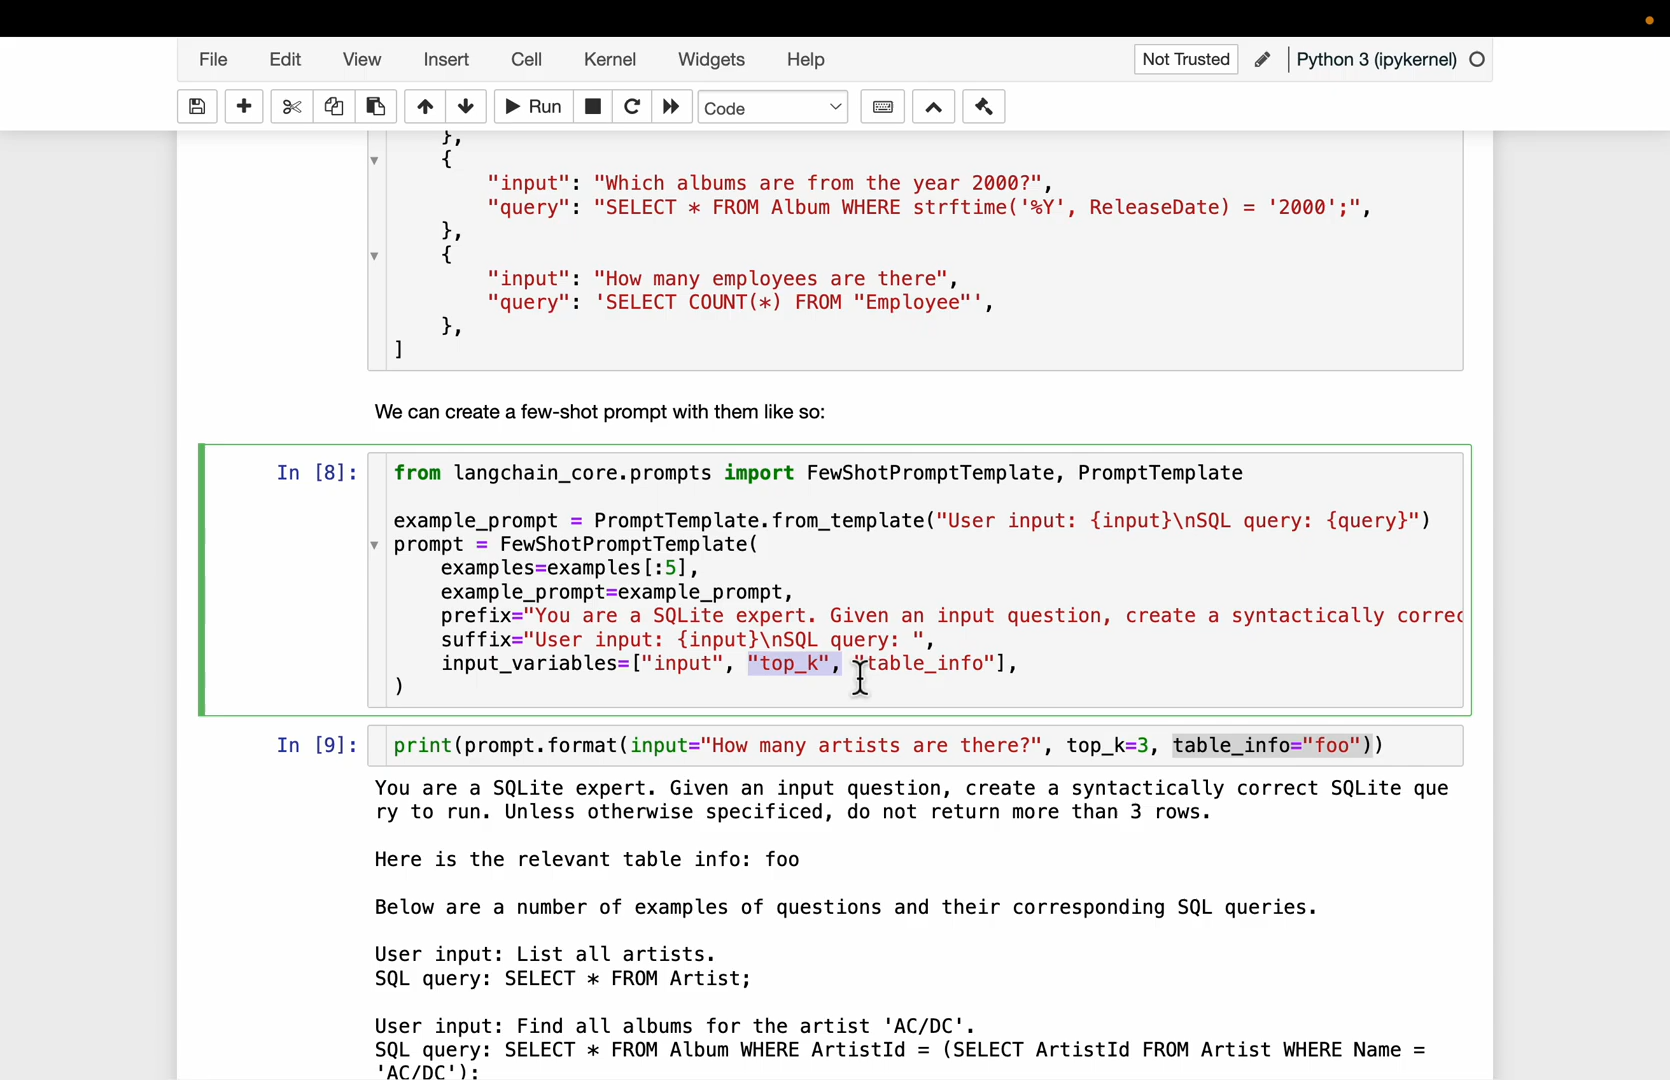 File Edit View Insert Cell Kernel Widgets Help Not Trusted Python 3 (ipykernel)
Run Code
},
{
"input": "Which albums are from the year 2000?",
"query": "SELECT * FROM Album WHERE strftime('%Y', ReleaseDate) = '2000';",
},
{
"input": "How many employees are there",
"query": 'SELECT COUNT(*) FROM "Employee"',
},
]
We can create a few-shot prompt with them like so:
In [8]: from langchain_core.prompts import FewShotPromptTemplate, PromptTemplate
example_prompt = PromptTemplate.from_template("User input: {input}\nSQL query: {query}")
prompt = FewShotPromptTemplate(
examples=examples[:5],
example_prompt=example_prompt,
prefix="You are a SQLite expert. Given an input question, create a syntactically correc
suffix="User input: {input}\nSQL query: ",
input_variables=["input", "top_k", "table_info"],
)
In [9]: print(prompt.format(input="How many artists are there?", top_k=3, table_info="foo"))
You are a SQLite expert. Given an input question, create a syntactically correct SQLite que
ry to run. Unless otherwise specificed, do not return more than 3 rows.
Here is the relevant table info: foo
Below are a number of examples of questions and their corresponding SQL queries.
User input: List all artists.
SQL query: SELECT * FROM Artist;
User input: Find all albums for the artist 'AC/DC'.
SQL query: SELECT * FROM Album WHERE ArtistId = (SELECT ArtistId FROM Artist WHERE Name =
'AC/DC');